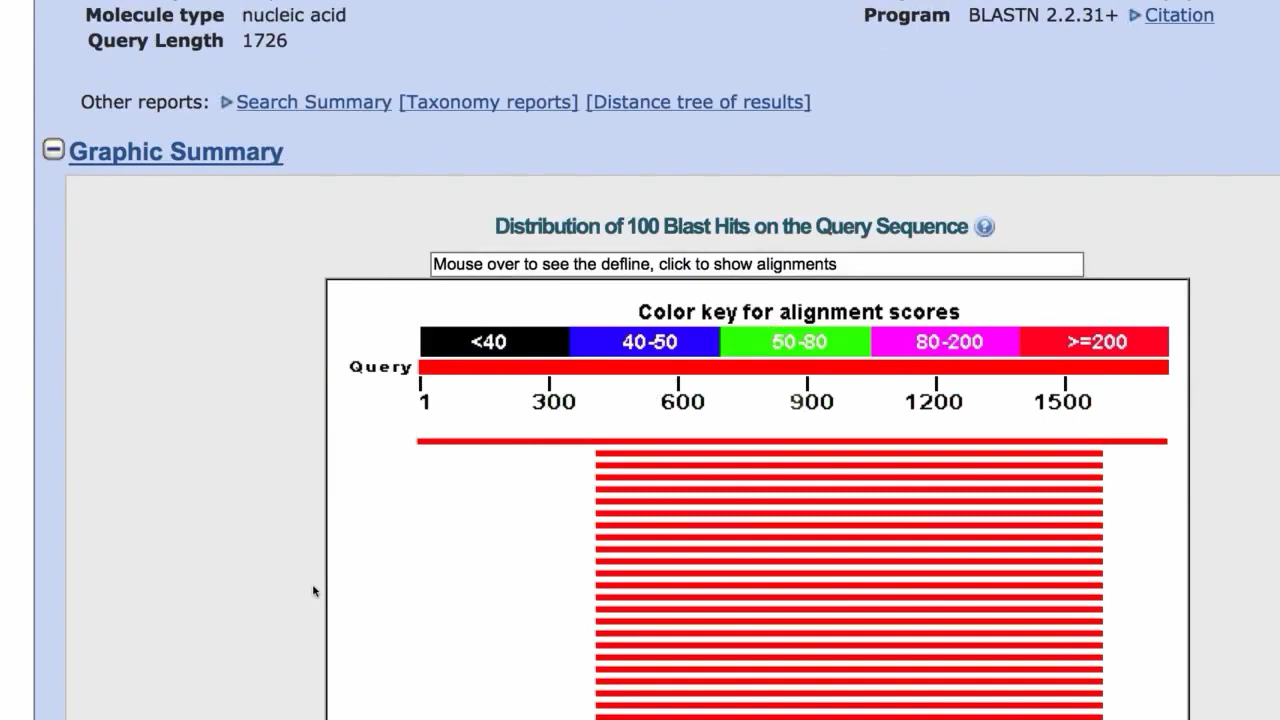 Molecule type nucleic acid
Program BLASTN 2.2.31+ Citation
Query Length 1726
Other reports: Search Summary [Taxonomy reports] [Distance tree of results]
Graphic Summary
Distribution of 100 Blast Hits on the Query Sequence ?
Mouse over to see the defline, click to show alignments
Color key for alignment scores
<40 40-50 50-80 80-200 >=200
Query
1 300 600 900 1200 1500